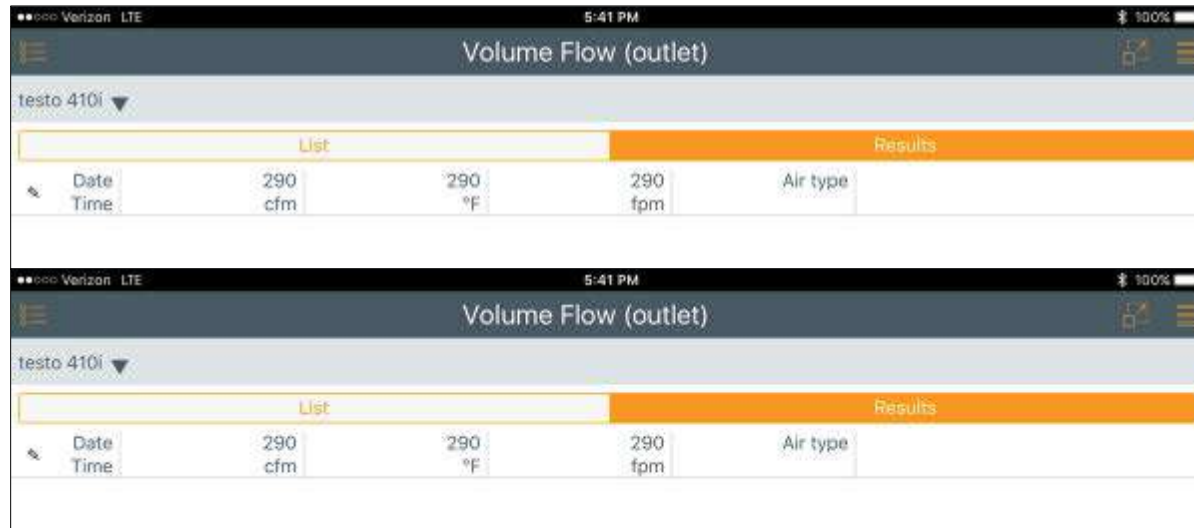 Verizon LTE 5:41 PM 100%
Volume Flow (outlet)
testo 410i
List Results
Date 290 290 290 Air type
Time cfm °F fpm
Verizon LTE 5:41 PM 100%
Volume Flow (outlet)
testo 410i
List Results
Date 290 290 290 Air type
Time cfm °F fpm